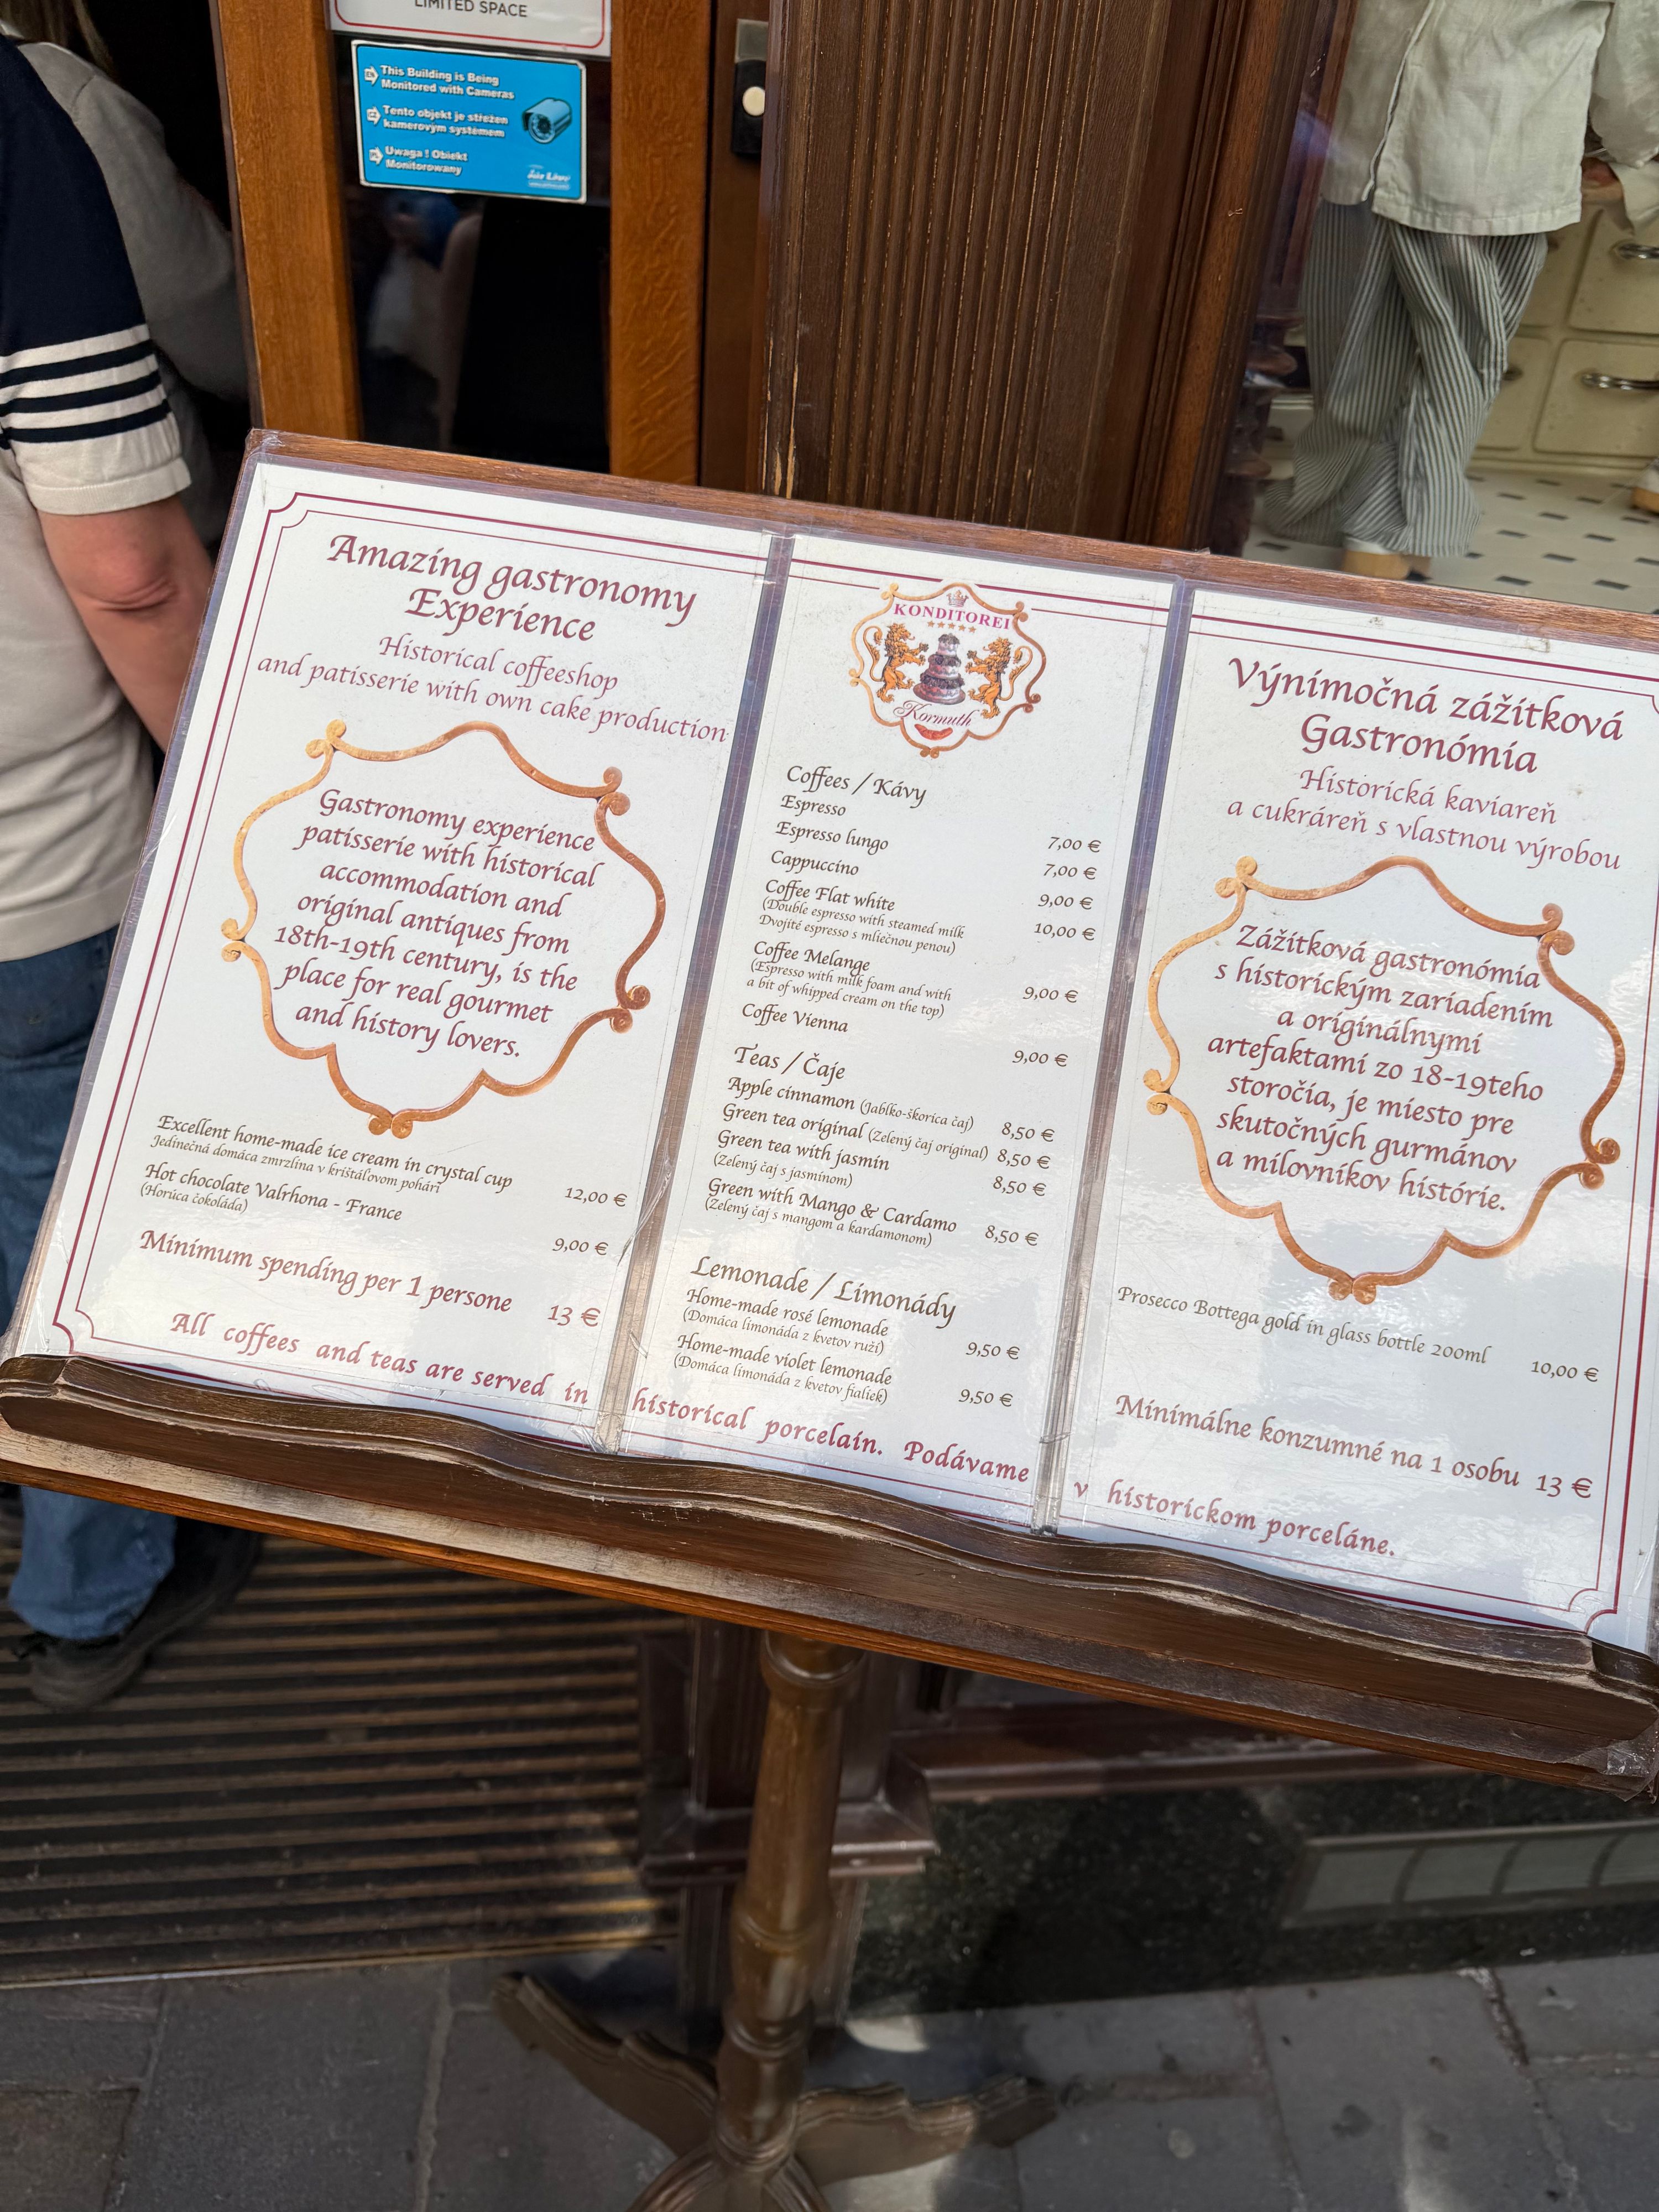 LIMITED SPACE
This Building is Being
Monitored with Cameras
Tento objekt je střežen
kamerovým systémem
Uwaga ! Obiekt
Monitorowany
Air Live
Amazing gastronomy
Experience
Historical coffeeshop
and patisserie with own cake production
Gastronomy experience
patisserie with historical
accommodation and
original antiques from
18th-19th century, is the
place for real gourmet
and history lovers.
Excellent home-made ice cream in crystal cup
Jedinečná domáca zmrzlina v krištáľovom pohári 12,00 €
Hot chocolate Valrhona - France
(Horúca čokoláda) 9,00 €
Minimum spending per 1 persone 13 €
KONDITOREI
Kormuth
Coffees / Kávy
Espresso 7,00 €
Espresso lungo 7,00 €
Cappuccino 9,00 €
Coffee Flat white 10,00 €
(Double espresso with steamed milk
Dvojité espresso s mliečnou penou)
Coffee Melange 9,00 €
(Espresso with milk foam and with
a bit of whipped cream on the top)
Coffee Vienna 9,00 €
Teas / Čaje
Apple cinnamon (Jablko-škorica čaj) 8,50 €
Green tea original (Zelený čaj original) 8,50 €
Green tea with jasmin 8,50 €
(Zelený čaj s jasmínom)
Green with Mango & Cardamo 8,50 €
(Zelený čaj s mangom a kardamonom)
Lemonade / Limonády
Home-made rosé lemonade 9,50 €
(Domáca limonáda z kvetov ruží)
Home-made violet lemonade 9,50 €
(Domáca limonáda z kvetov fialiek)
Výnimočná zážitková
Gastronómia
Historická kaviareň
a cukráreň s vlastnou výrobou
Zážitková gastronómia
s historickým zariadením
a originálnymi
artefaktami zo 18-19teho
storočia, je miesto pre
skutočných gurmánov
a milovníkov histórie.
Prosecco Bottega gold in glass bottle 200ml 10,00 €
Minimálne konzumné na 1 osobu 13 €
All coffees and teas are served in historical porcelain. Podávame v historickom porceláne.